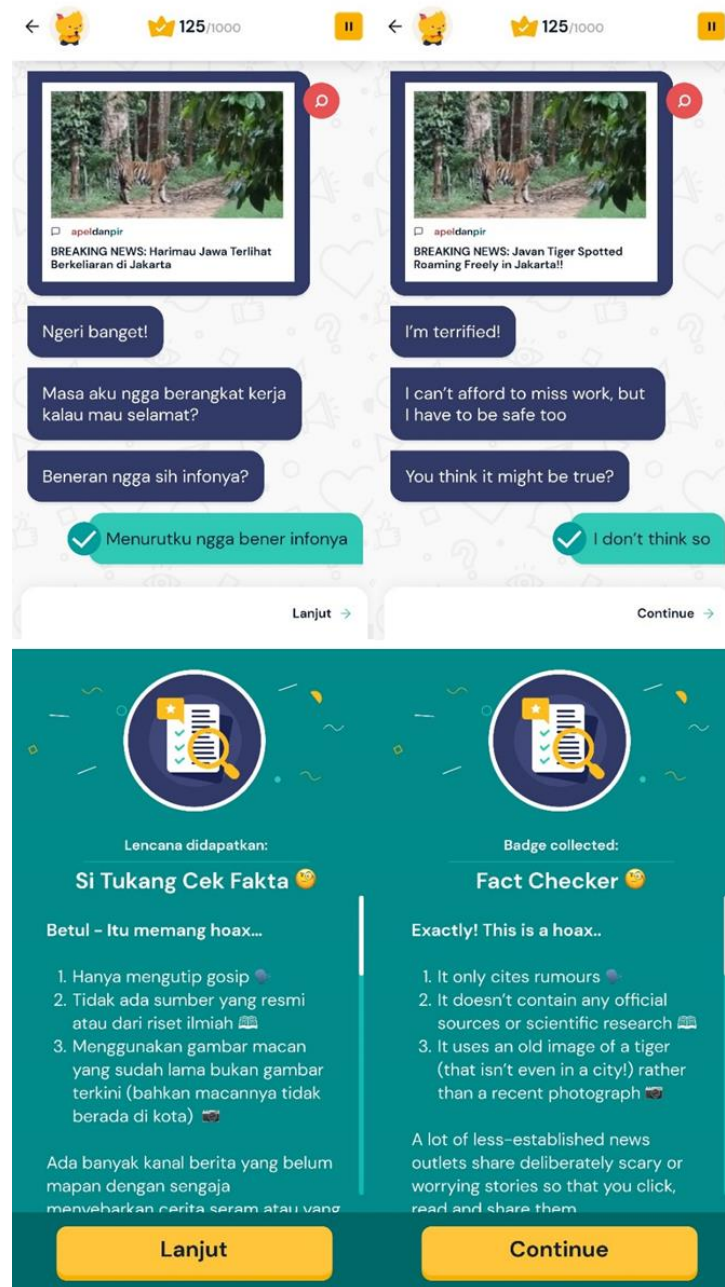 125/1000
BREAKING NEWS: Harimau Jawa Terlihat
Berkeliaran di Jakarta
apeldanpir
Ngeri banget!
Masa aku ngga berangkat kerja
kalau mau selamat?
Beneran ngga sih infonya?
Menurutku ngga bener infonya
Lanjut →
125/1000
apeldanpir
BREAKING NEWS: Javan Tiger Spotted
Roaming Freely in Jakarta!!
I'm terrified!
I can't afford to miss work, but
I have to be safe too
You think it might be true?
I don't think so
Continue →
Lencana didapatkan:
Si Tukang Cek Fakta 🧐
Betul – Itu memang hoax...
1. Hanya mengutip gosip 🗣
2. Tidak ada sumber yang resmi
atau dari riset ilmiah 📖
3. Menggunakan gambar macan
yang sudah lama bukan gambar
terkini (bahkan macannya tidak
berada di kota) 📷
Ada banyak kanal berita yang belum
mapan dengan sengaja
menyebarkan cerita seram atau yang
Lanjut
Badge collected:
Fact Checker 🧐
Exactly! This is a hoax..
1. It only cites rumours 🗣
2. It doesn't contain any official
sources or scientific research 📖
3. It uses an old image of a tiger
(that isn't even in a city!) rather
than a recent photograph 📷
A lot of less-established news
outlets share deliberately scary or
worrying stories so that you click,
read and share them
Continue